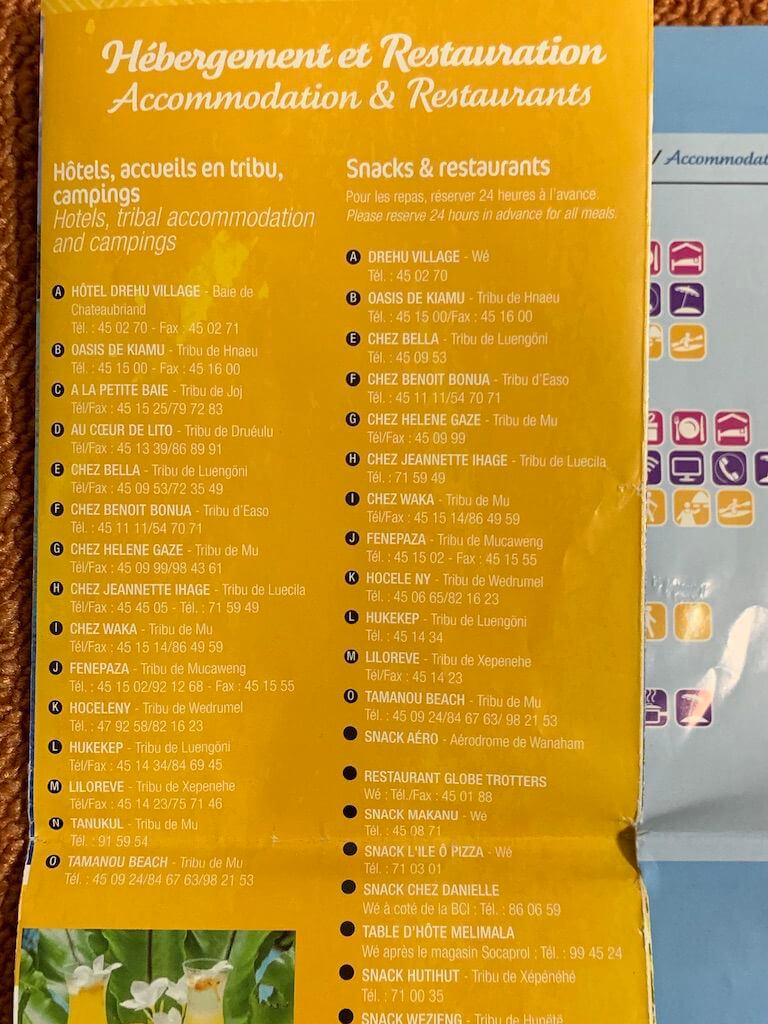 Hébergement et Restauration
Accommodation & Restaurants
Hôtels, accueils en tribu,
campings
Hotels, tribal accommodation
and campings
A HÔTEL DREHU VILLAGE - Baie de
Chateaubriand
Tél. : 45 02 70 - Fax : 45 02 71
B OASIS DE KIAMU - Tribu de Hnaeu
Tél. : 45 15 00 - Fax : 45 16 00
C A LA PETITE BAIE - Tribu de Joj
Tél/Fax : 45 15 25/79 72 83
D AU CŒUR DE LITO - Tribu de Druéulu
Tél/Fax : 45 13 39/86 89 91
E CHEZ BELLA - Tribu de Luengöni
Tél/Fax : 45 09 53/72 35 49
F CHEZ BENOIT BONUA - Tribu d'Easo
Tél. : 45 11 11/54 70 71
G CHEZ HELENE GAZE - Tribu de Mu
Tél/Fax : 45 09 99/98 43 61
H CHEZ JEANNETTE IHAGE - Tribu de Luecila
Tél/Fax : 45 45 05 - Tél. : 71 59 49
I CHEZ WAKA - Tribu de Mu
Tél/Fax : 45 15 14/86 49 59
J FENEPAZA - Tribu de Mucaweng
Tél. : 45 15 02/92 12 68 - Fax : 45 15 55
K HOCELENY - Tribu de Wedrumel
Tél. : 47 92 58/82 16 23
L HUKEKEP - Tribu de Luengöni
Tél. : 45 14 34/84 69 45
M LILOREVE - Tribu de Xepenehe
Tél/Fax : 45 14 23/75 71 46
N TANUKUL - Tribu de Mu
Tél. : 91 59 54
O TAMANOU BEACH - Tribu de Mu
Tél. : 45 09 24/84 67 63/98 21 53
Snacks & restaurants
Pour les repas, réserver 24 heures à l'avance.
Please reserve 24 hours in advance for all meals.
A DREHU VILLAGE - Wé
Tél. : 45 02 70
B OASIS DE KIAMU - Tribu de Hnaeu
Tél. : 45 15 00/Fax : 45 16 00
E CHEZ BELLA - Tribu de Luengöni
Tél. : 45 09 53
F CHEZ BENOIT BONUA - Tribu d'Easo
Tél. : 45 11 11/54 70 71
G CHEZ HELENE GAZE - Tribu de Mu
Tél/Fax : 45 09 99
H CHEZ JEANNETTE IHAGE - Tribu de Luecila
Tél. : 71 59 49
I CHEZ WAKA - Tribu de Mu
Tél/Fax : 45 15 14/86 49 59
J FENEPAZA - Tribu de Mucaweng
Tél. : 45 15 02 - Fax : 45 15 55
K HOCELE NY - Tribu de Wedrumel
Tél. : 45 06 65/82 16 23
L HUKEKEP - Tribu de Luengöni
Tél. : 45 14 34
M LILOREVE - Tribu de Xepenehe
Tél/Fax : 45 14 23
O TAMANOU BEACH - Tribu de Mu
Tél. : 45 09 24/84 67 63/ 98 21 53
SNACK AÉRO - Aérodrome de Wanaham
RESTAURANT GLOBE TROTTERS
Wé : Tél./Fax : 45 01 88
SNACK MAKANU - Wé
Tél. : 45 08 71
SNACK L'ILE Ô PIZZA - Wé
Tél. : 71 03 01
SNACK CHEZ DANIELLE
Wé à coté de la BCI : Tél. : 86 06 59
TABLE D'HÔTE MELIMALA
Wé après le magasin Socaprol : Tél. : 99 45 24
SNACK HUTIHUT - Tribu de Xépénéhé
Tél. : 71 00 35
SNACK WEZIENG - Tribu de Hunëtë
/ Accommodat